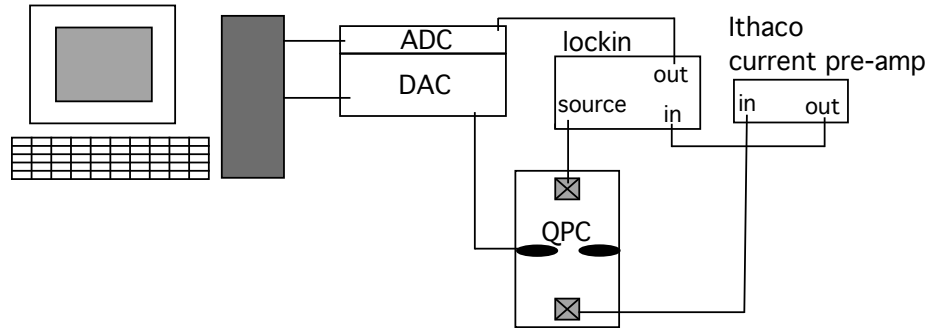 ADC
DAC
lockin
out
source
in
Ithaco
current pre-amp
in
out
QPC